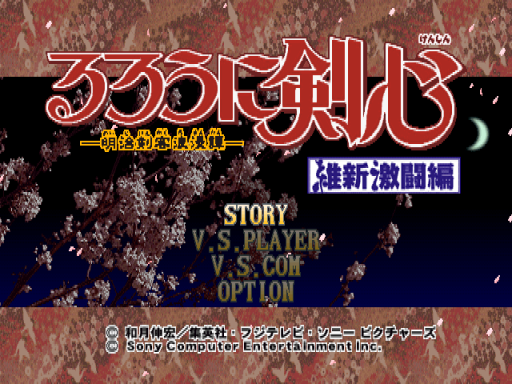 けんしん
るろうに剣心
―明治剣客浪漫譚―
維新激闘編
STORY
V.S.PLAYER
V.S.COM
OPTION
© 和月伸宏／集英社・フジテレビ・ソニー ピクチャーズ
© Sony Computer Entertainment Inc.